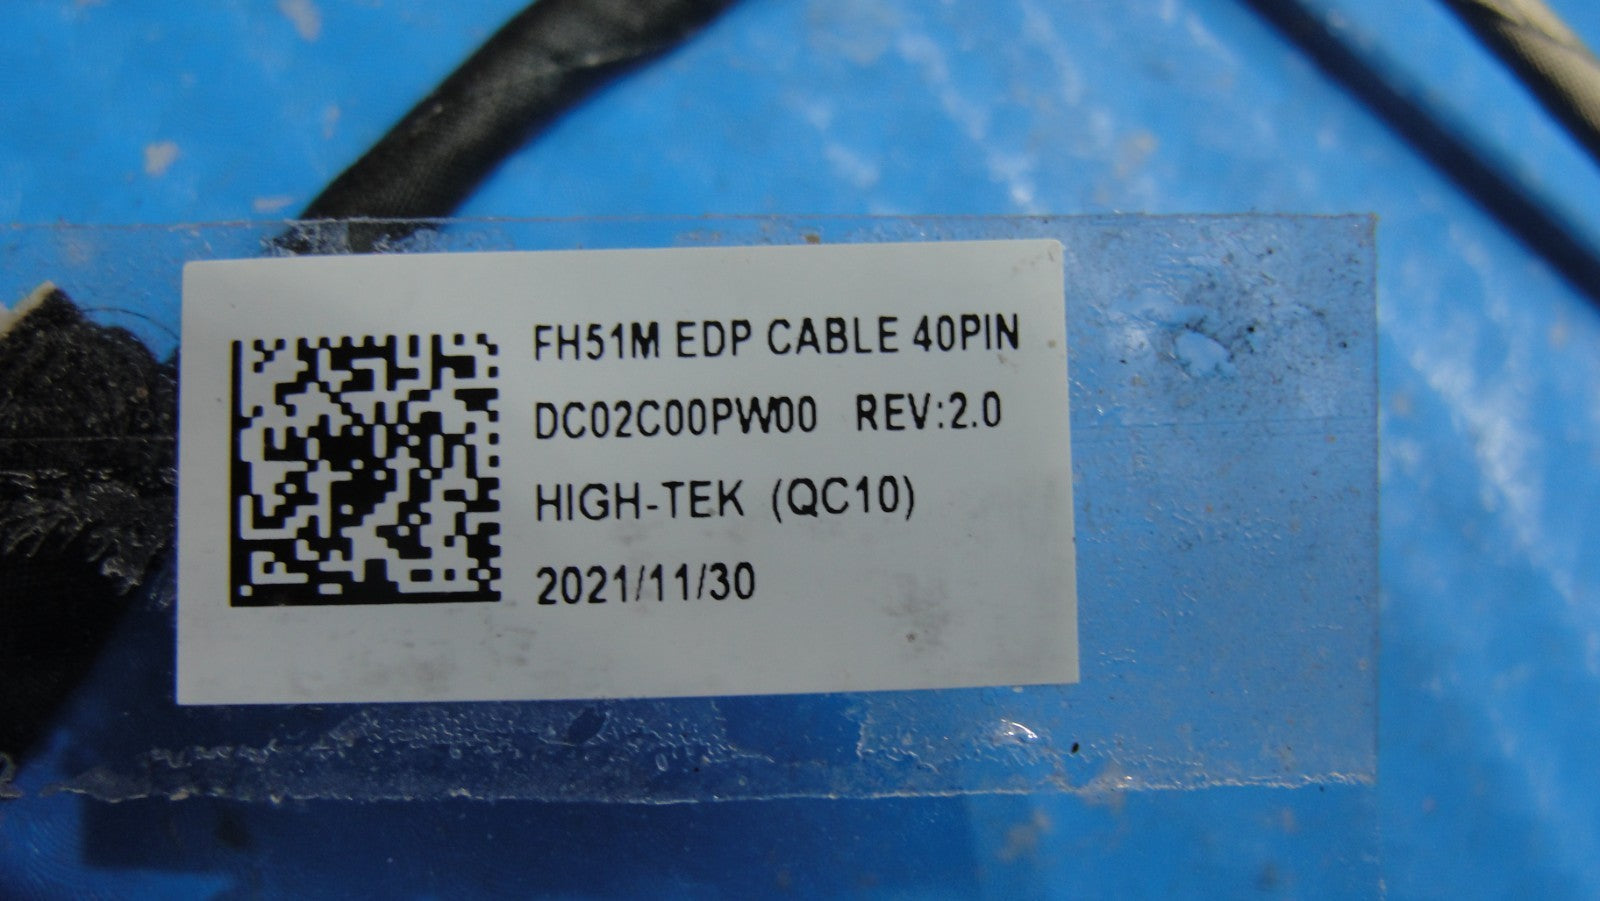 FH51M EDP CABLE 40PIN
DC02C00PW00 REV:2.0
HIGH-TEK (QC10)
2021/11/30